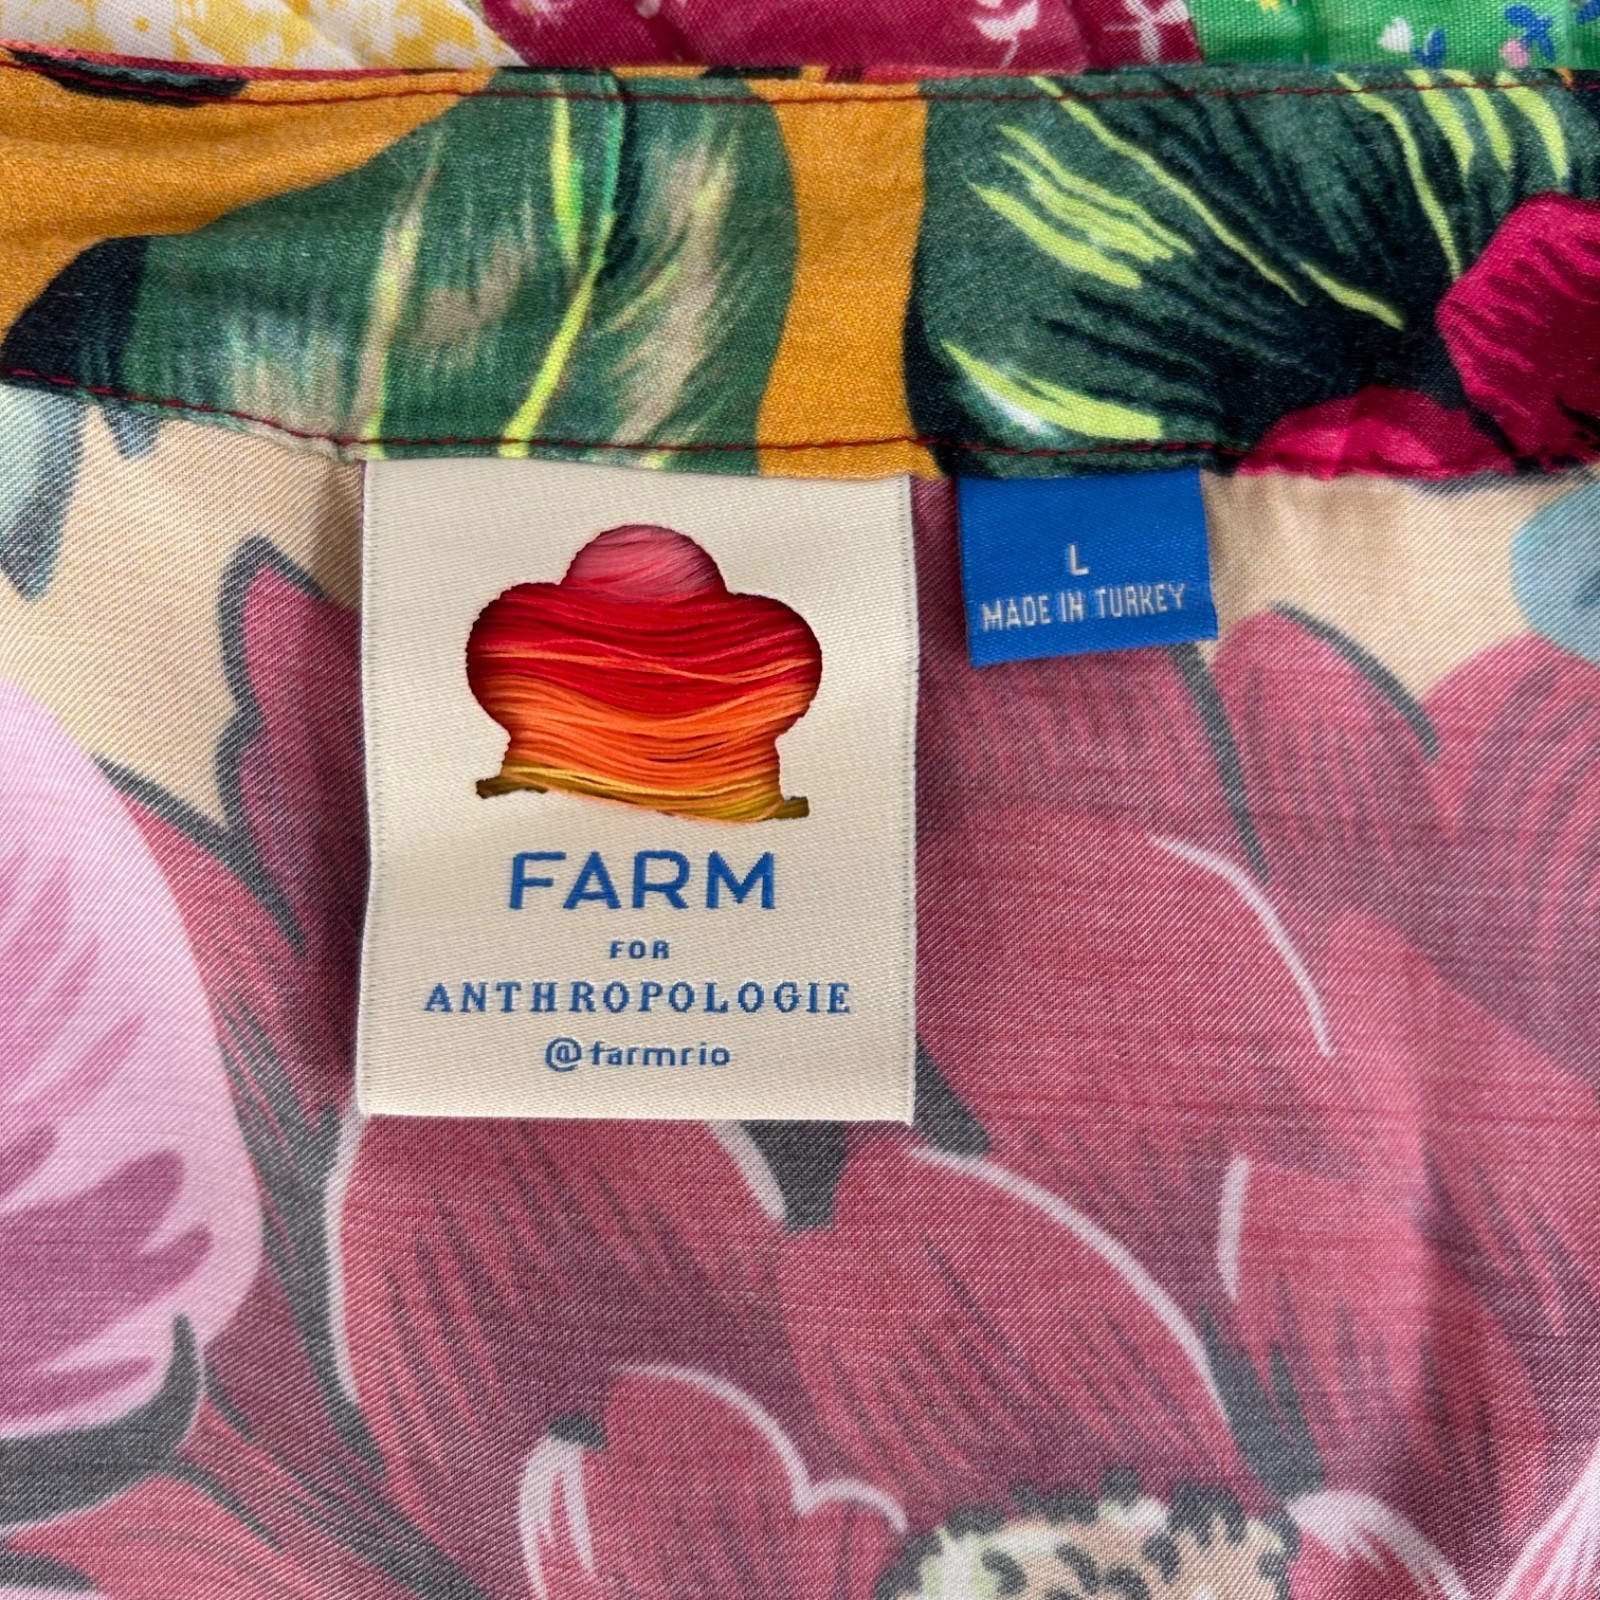 FARM
FOR
ANTHROPOLOGIE
@farmrio
L
MADE IN TURKEY